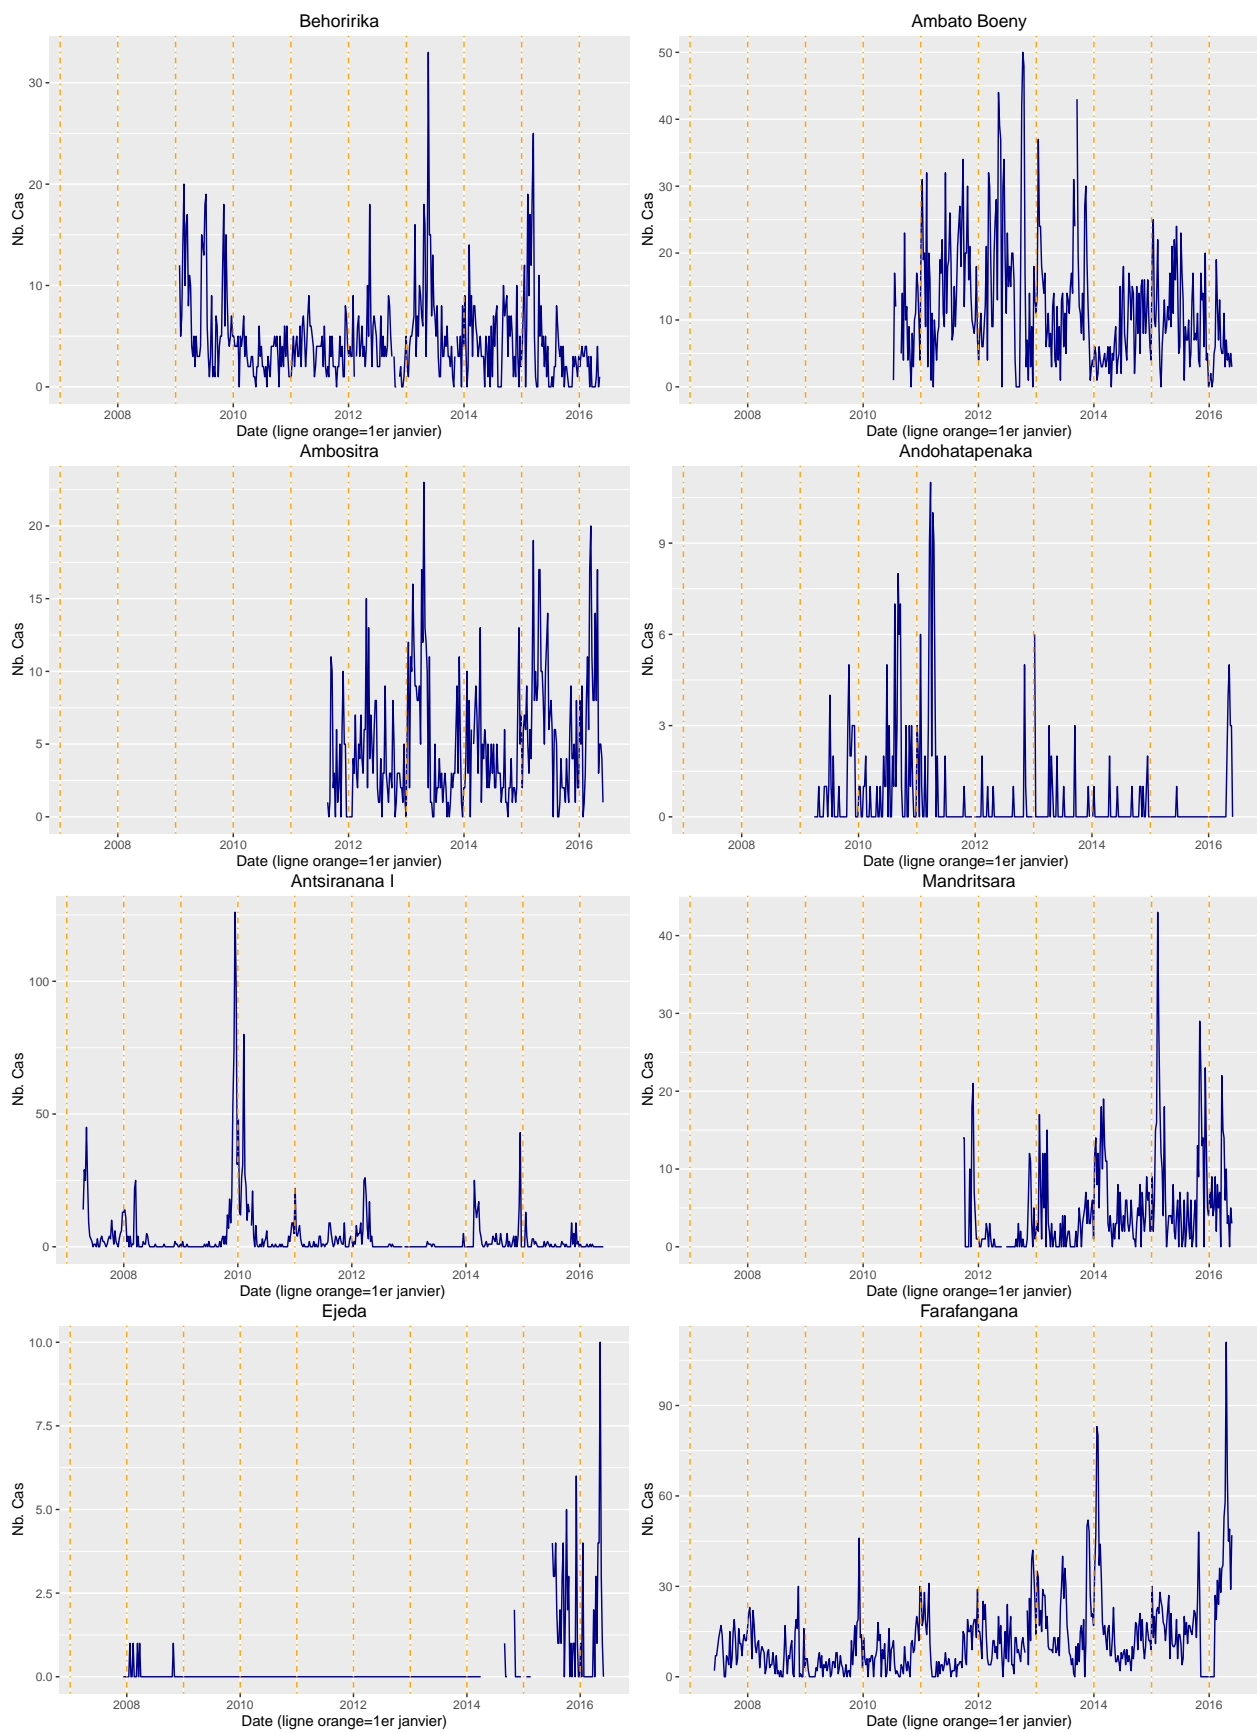 Behoririka
Nb. Cas
30
20
10
0
2008 2010 2012 2014 2016
Date (ligne orange=1er janvier)
Ambato Boeny
Nb. Cas
50
40
30
20
10
0
2008 2010 2012 2014 2016
Date (ligne orange=1er janvier)
Ambositra
Nb. Cas
20
15
10
5
0
2008 2010 2012 2014 2016
Date (ligne orange=1er janvier)
Andohatapenaka
Nb. Cas
9
6
3
0
2008 2010 2012 2014 2016
Date (ligne orange=1er janvier)
Antsiranana I
Nb. Cas
100
50
0
2008 2010 2012 2014 2016
Date (ligne orange=1er janvier)
Mandritsara
Nb. Cas
40
30
20
10
0
2008 2010 2012 2014 2016
Date (ligne orange=1er janvier)
Ejeda
Nb. Cas
10.0
7.5
5.0
2.5
0.0
2008 2010 2012 2014 2016
Date (ligne orange=1er janvier)
Farafangana
Nb. Cas
90
60
30
0
2008 2010 2012 2014 2016
Date (ligne orange=1er janvier)